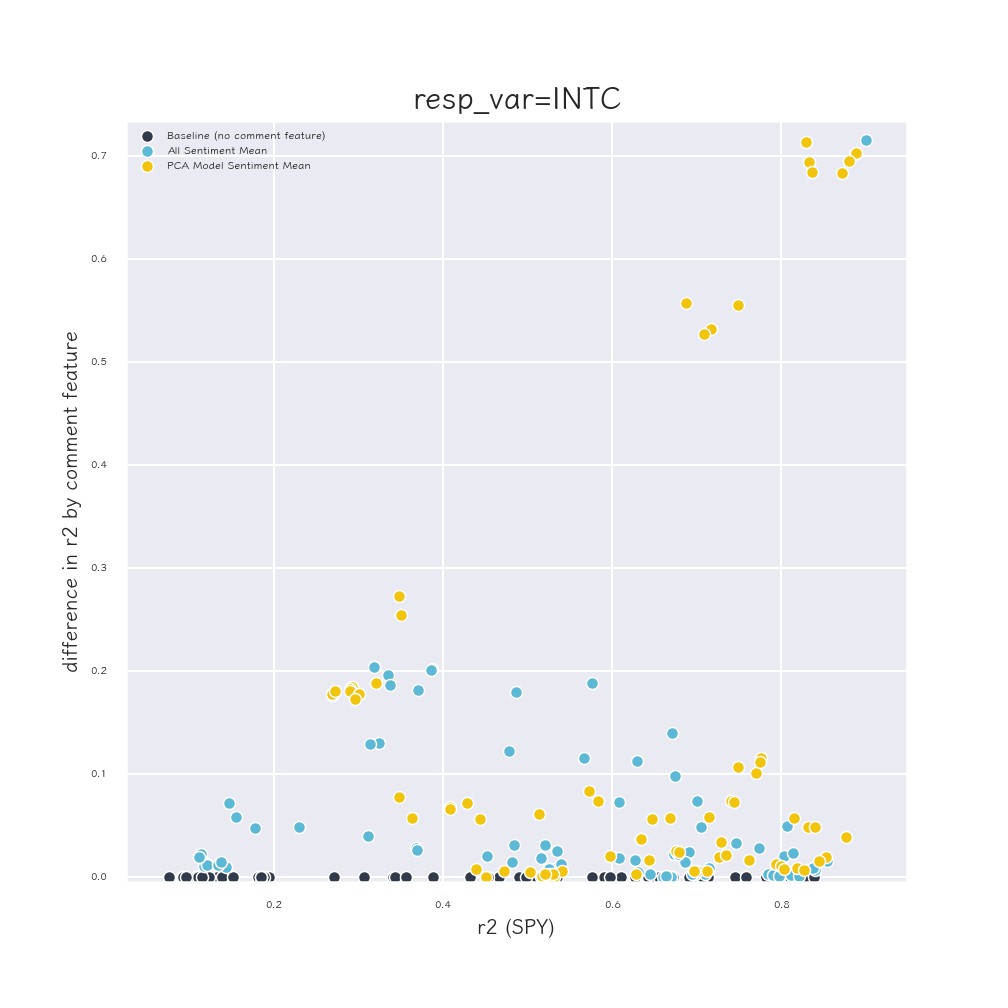 resp_var=INTC
Baseline (no comment feature)
All Sentiment Mean
PCA Model Sentiment Mean
difference in r2 by comment feature
0.7
0.6
0.5
0.4
0.3
0.2
0.1
0.0
0.2 0.4 0.6 0.8
r2 (SPY)